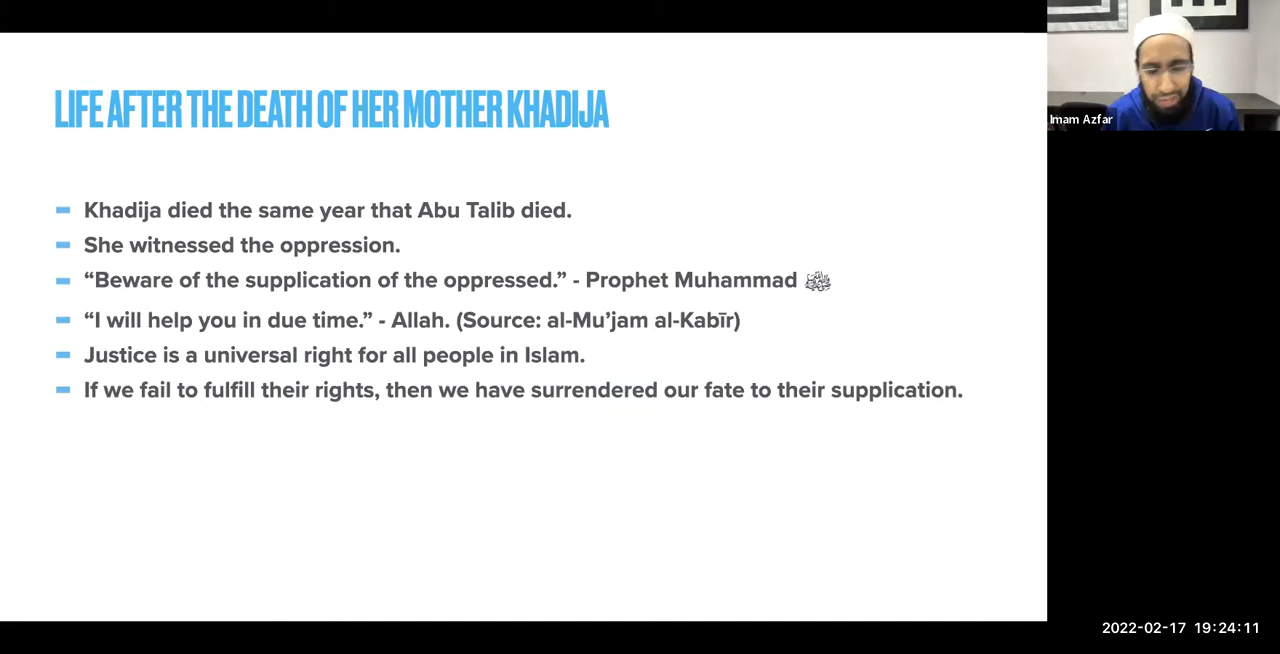 LIFE AFTER THE DEATH OF HER MOTHER KHADIJA
Khadija died the same year that Abu Talib died.
She witnessed the oppression.
“Beware of the supplication of the oppressed.” - Prophet Muhammad ﷺ
“I will help you in due time.” - Allah. (Source: al-Mu’jam al-Kabīr)
Justice is a universal right for all people in Islam.
If we fail to fulfill their rights, then we have surrendered our fate to their supplication.
Imam Azfar
2022-02-17 19:24:11